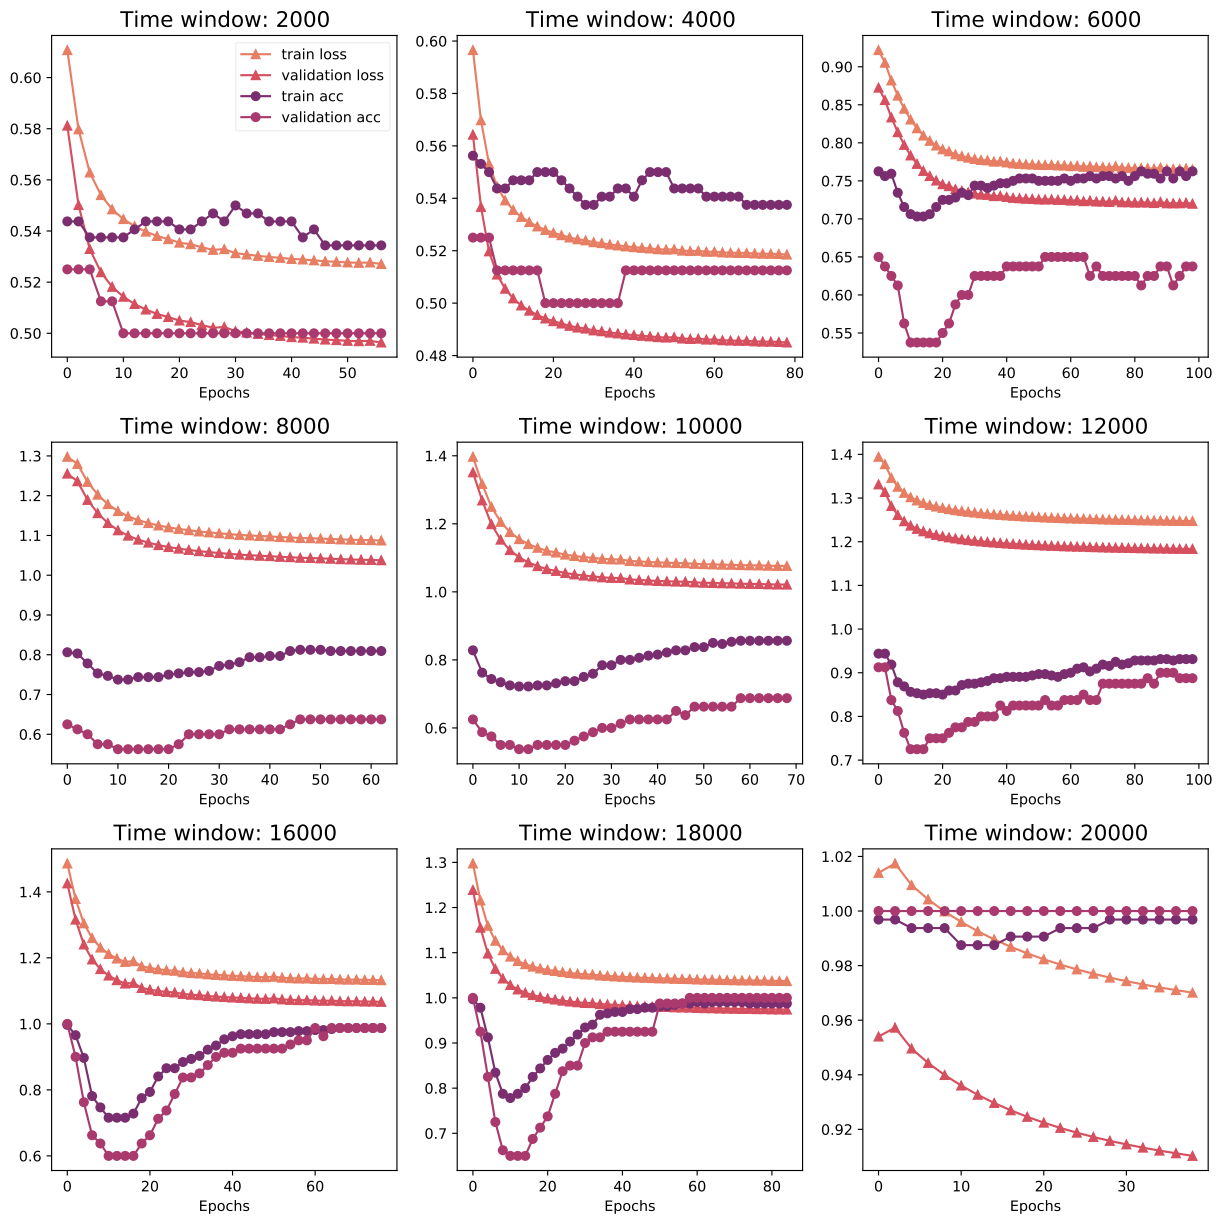 Time window: 2000
0.60
0.58
0.56
0.54
0.52
0.50
train loss
validation loss
train acc
validation acc
0 10 20 30 40 50
Epochs
Time window: 4000
0.60
0.58
0.56
0.54
0.52
0.50
0.48
0 20 40 60 80
Epochs
Time window: 6000
0.90
0.85
0.80
0.75
0.70
0.65
0.60
0.55
0 20 40 60 80 100
Epochs
Time window: 8000
1.3
1.2
1.1
1.0
0.9
0.8
0.7
0.6
0 10 20 30 40 50 60
Epochs
Time window: 10000
1.4
1.2
1.0
0.8
0.6
0 10 20 30 40 50 60 70
Epochs
Time window: 12000
1.4
1.3
1.2
1.1
1.0
0.9
0.8
0.7
0 20 40 60 80 100
Epochs
Time window: 16000
1.4
1.2
1.0
0.8
0.6
0 20 40 60
Epochs
Time window: 18000
1.3
1.2
1.1
1.0
0.9
0.8
0.7
0 20 40 60 80
Epochs
Time window: 20000
1.02
1.00
0.98
0.96
0.94
0.92
0 10 20 30
Epochs